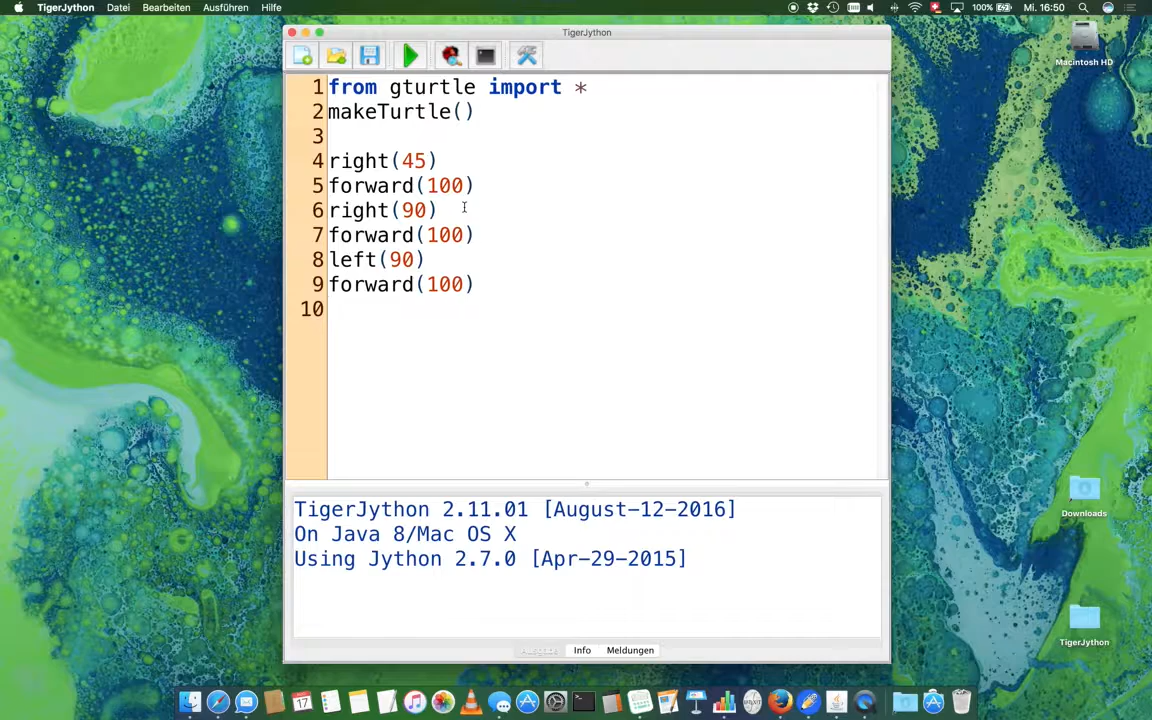 TigerJython Datei Bearbeiten Ausführen Hilfe 100% Mi. 16:50
TigerJython
Macintosh HD
1 from gturtle import *
2 makeTurtle()
3
4 right(45)
5 forward(100)
6 right(90)
7 forward(100)
8 left(90)
9 forward(100)
10
Downloads
TigerJython 2.11.01 [August-12-2016]
On Java 8/Mac OS X
Using Jython 2.7.0 [Apr-29-2015]
TigerJython
Ausgabe Info Meldungen
17